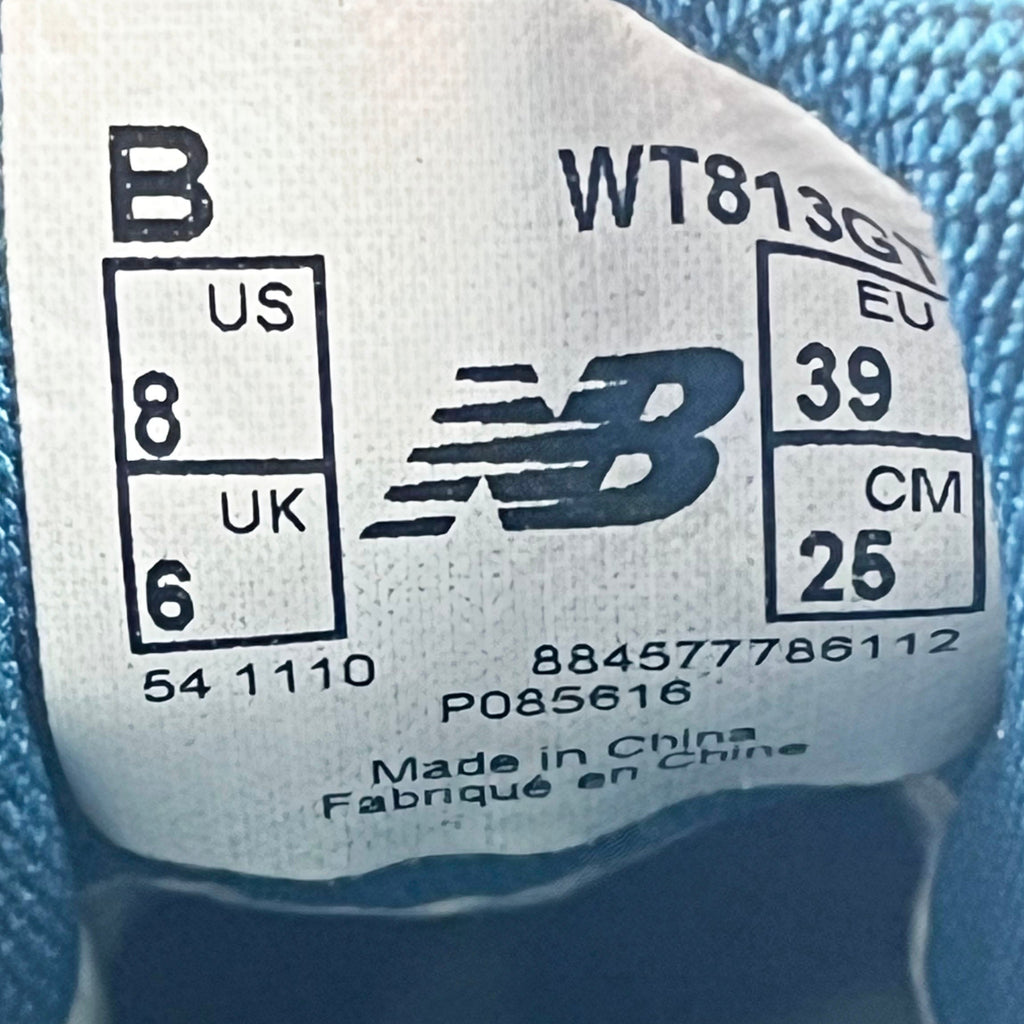 B
WT813GT
US
8
UK
6
NB
EU
39
CM
25
54 1110
884577786112
P085616
Made in China
Fabriqué en Chine